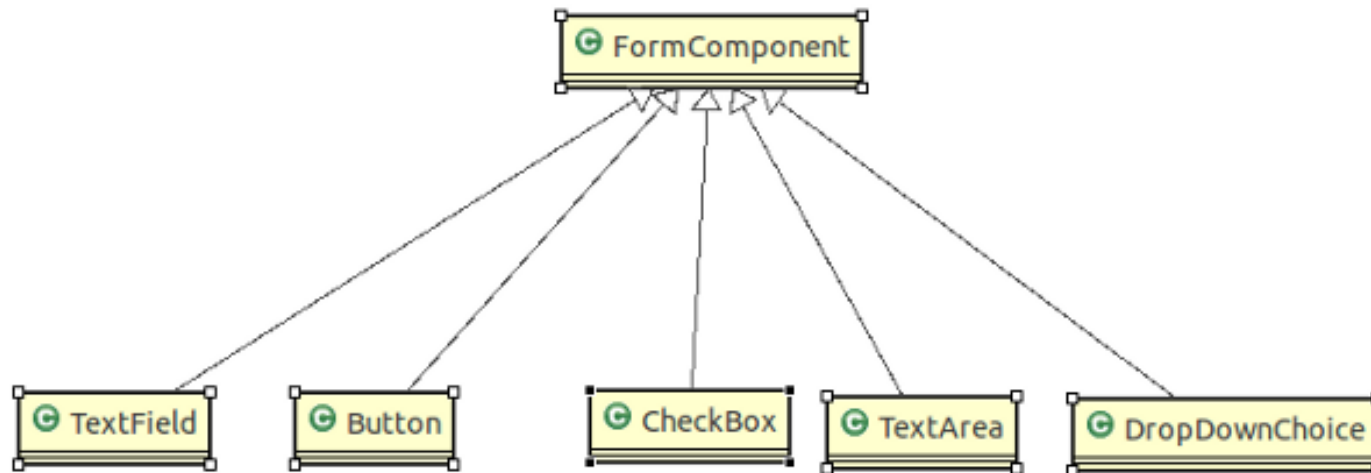 C FormComponent
C TextField
C Button
C CheckBox
C TextArea
C DropDownChoice